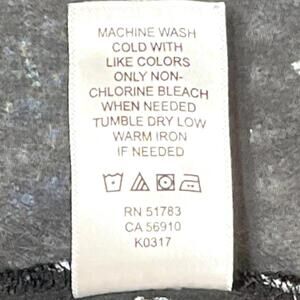 MACHINE WASH
COLD WITH
LIKE COLORS
ONLY NON-
CHLORINE BLEACH
WHEN NEEDED
TUMBLE DRY LOW
WARM IRON
IF NEEDED
RN 51783
CA 56910
K0317